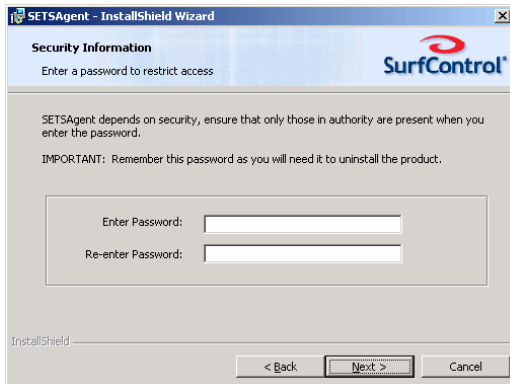 SETSAgent - InstallShield Wizard
Security Information
Enter a password to restrict access
SurfControl®
SETSAgent depends on security, ensure that only those in authority are present when you
enter the password.
IMPORTANT: Remember this password as you will need it to uninstall the product.
Enter Password:
Re-enter Password:
InstallShield
< Back
Next >
Cancel